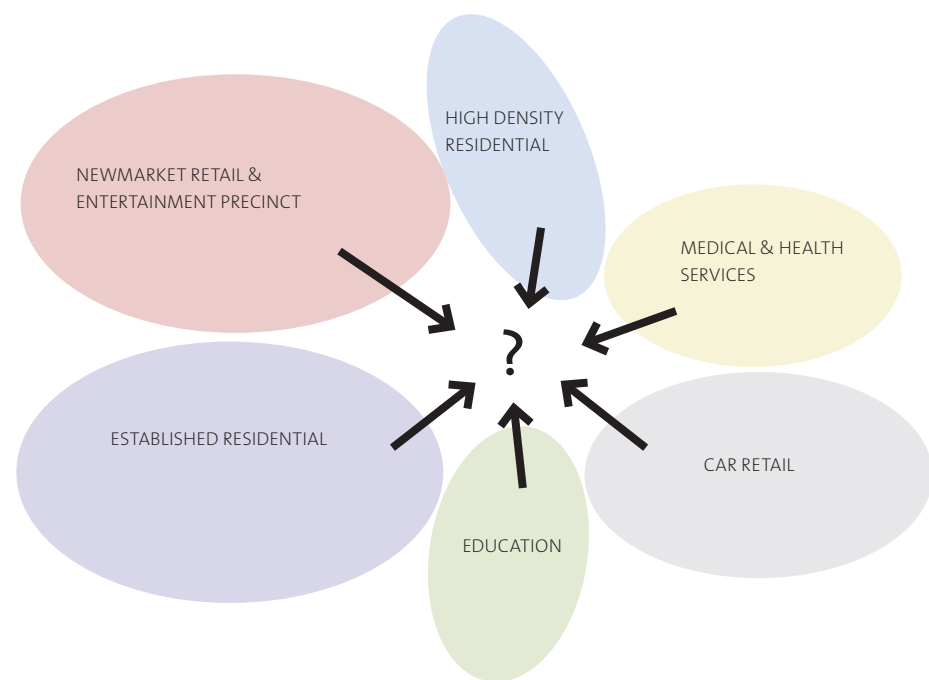 HIGH DENSITY
RESIDENTIAL
NEWMARKET RETAIL &
ENTERTAINMENT PRECINCT
MEDICAL & HEALTH
SERVICES
?
ESTABLISHED RESIDENTIAL
CAR RETAIL
EDUCATION